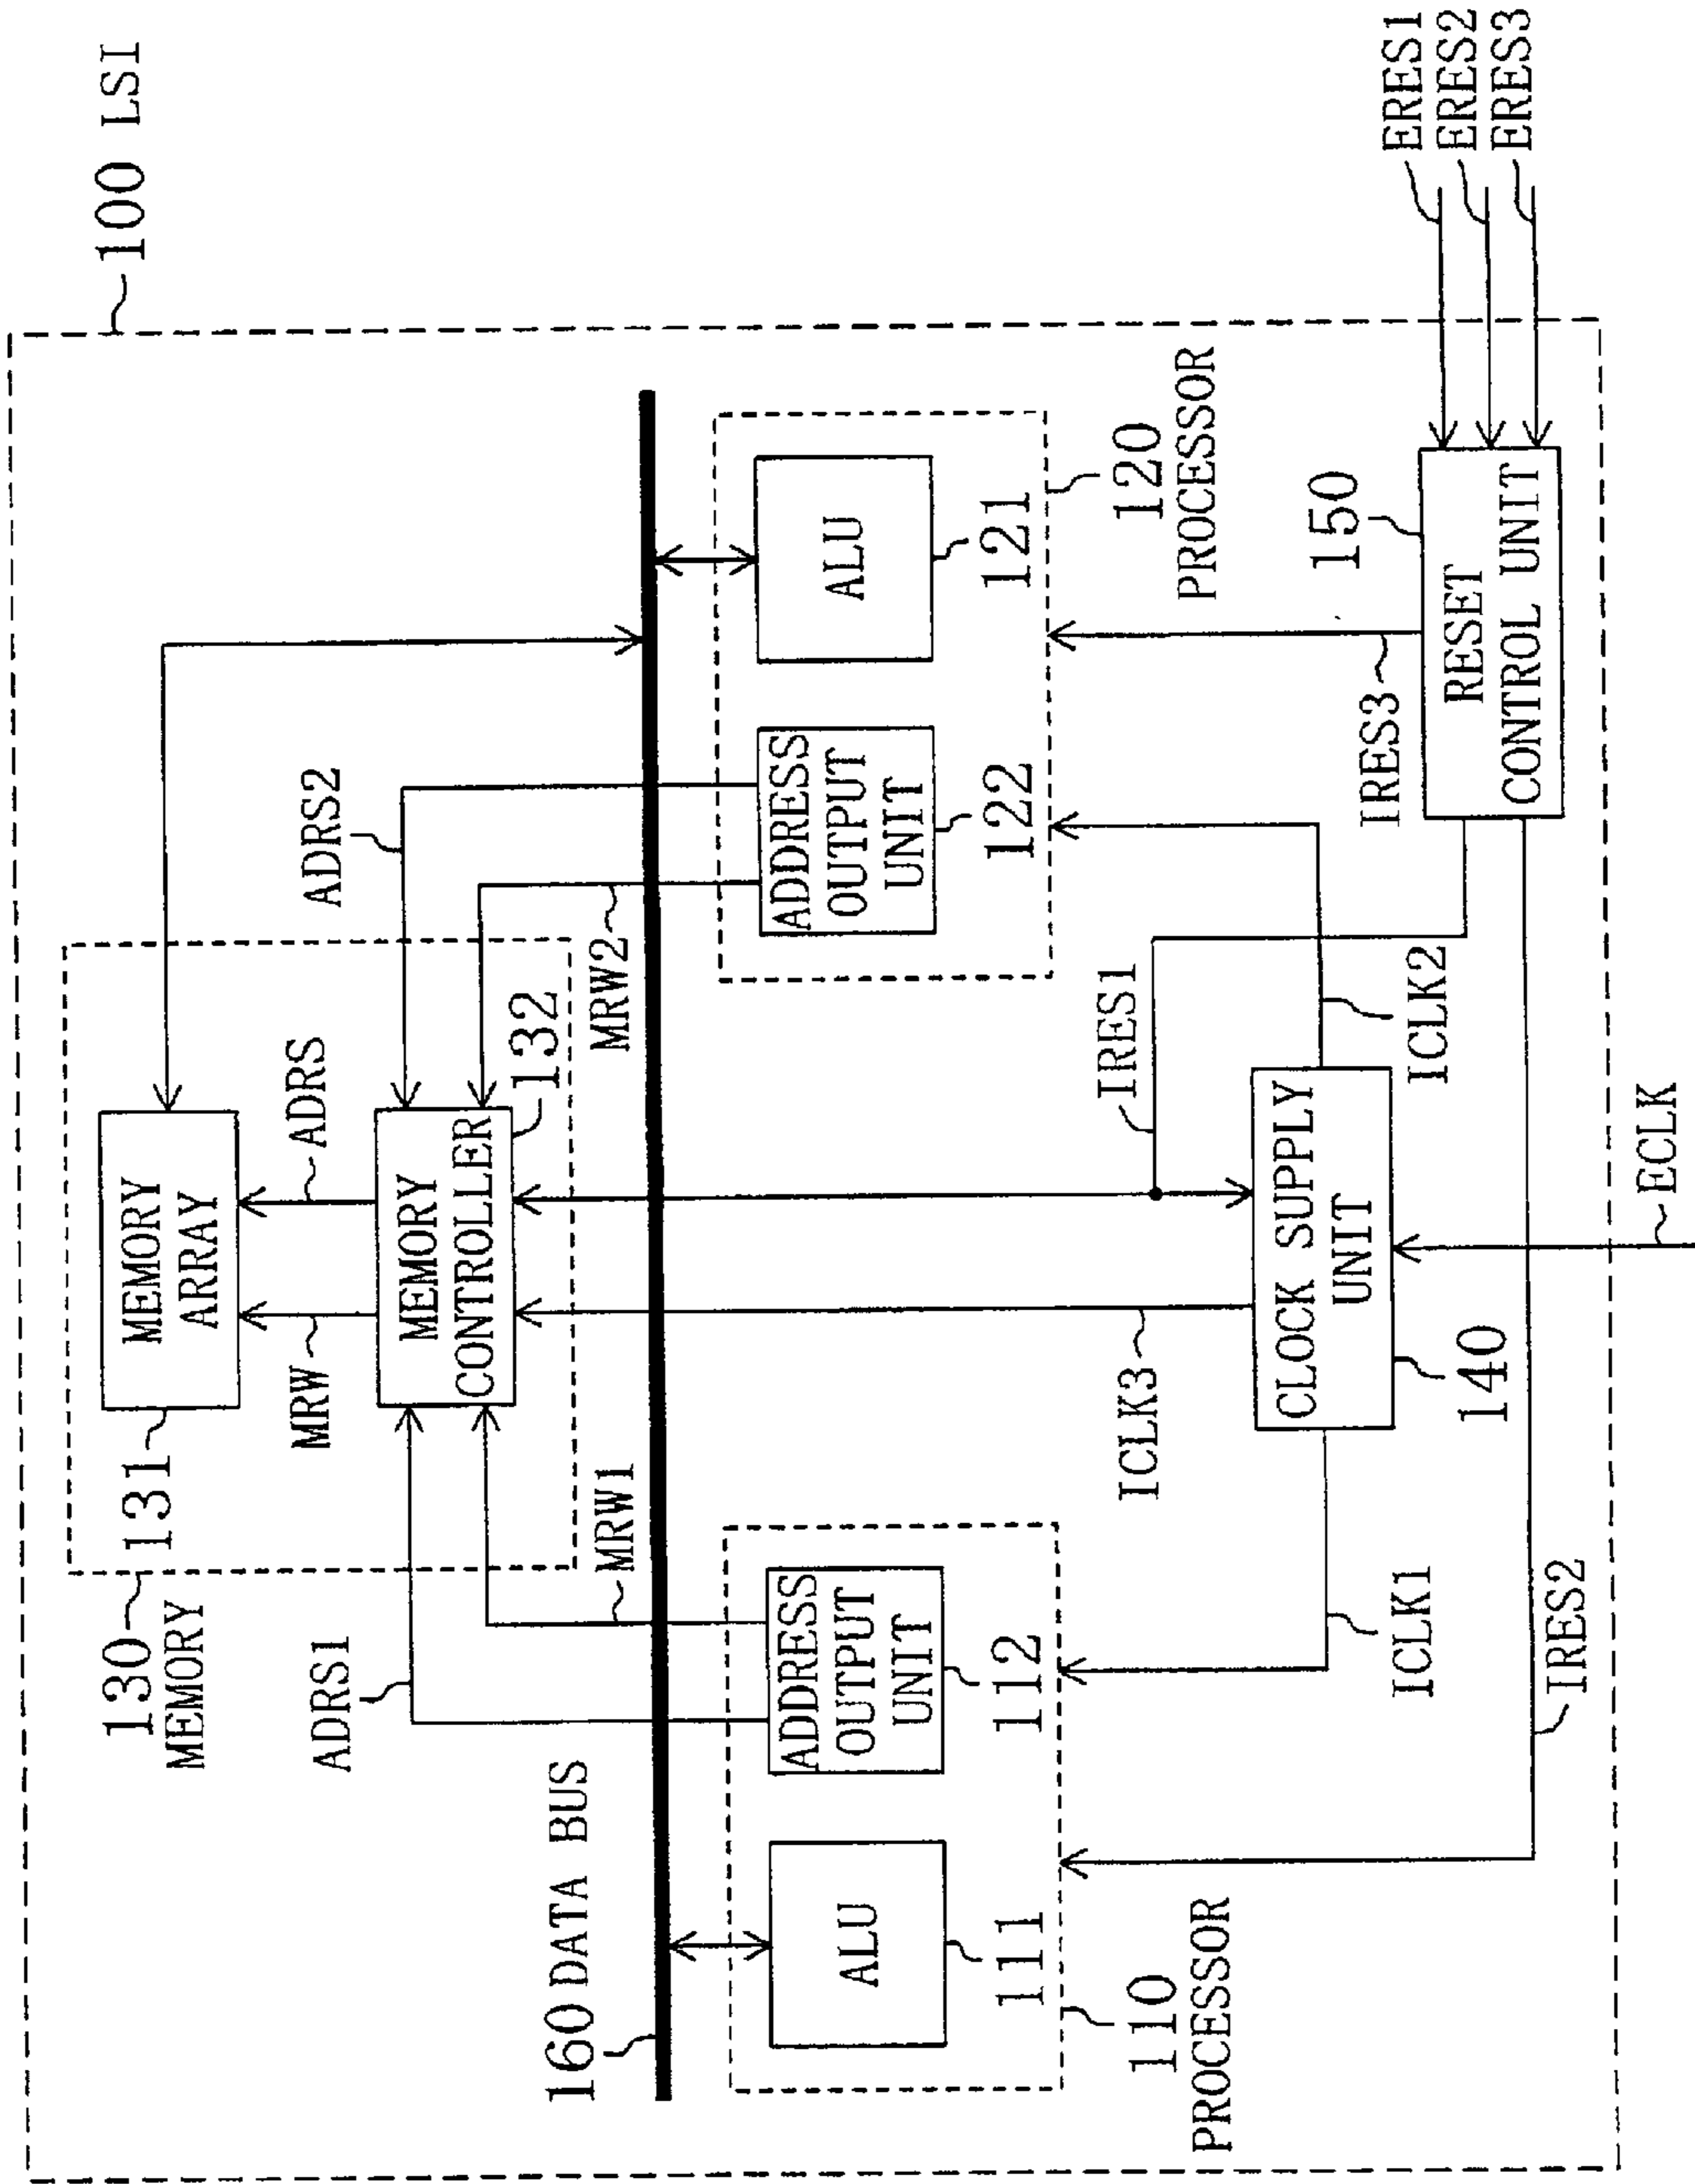 100 LSI
130
MEMORY
131
MEMORY
ARRAY
MRW
ADRS
MEMORY
CONTROLLER
132
ADRS1
MRW1
ADRS2
MRW2
160 DATA BUS
ALU
111
ADDRESS
OUTPUT
UNIT
112
110
PROCESSOR
ADDRESS
OUTPUT
UNIT
122
ALU
121
120
PROCESSOR
ICLK3
IRES1
ICLK1
CLOCK SUPPLY
UNIT
140
ICLK2
IRES3
150
RESET
CONTROL UNIT
IRES2
ECLK
ERES1
ERES2
ERES3